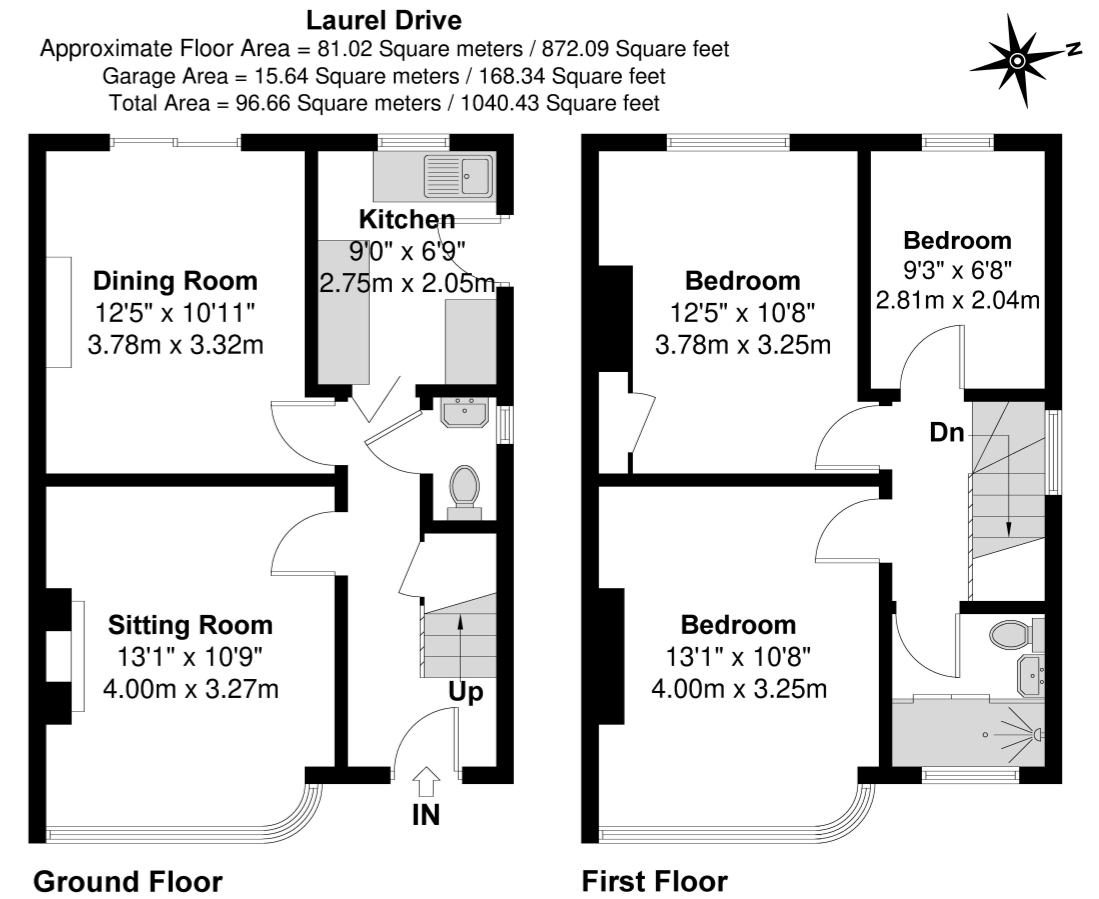 Laurel Drive
Approximate Floor Area = 81.02 Square meters / 872.09 Square feet
Garage Area = 15.64 Square meters / 168.34 Square feet
Total Area = 96.66 Square meters / 1040.43 Square feet
N
Kitchen
9'0" x 6'9"
2.75m x 2.05m
Dining Room
12'5" x 10'11"
3.78m x 3.32m
Sitting Room
13'1" x 10'9"
4.00m x 3.27m
Up
IN
Ground Floor
Bedroom
12'5" x 10'8"
3.78m x 3.25m
Bedroom
9'3" x 6'8"
2.81m x 2.04m
Dn
Bedroom
13'1" x 10'8"
4.00m x 3.25m
First Floor